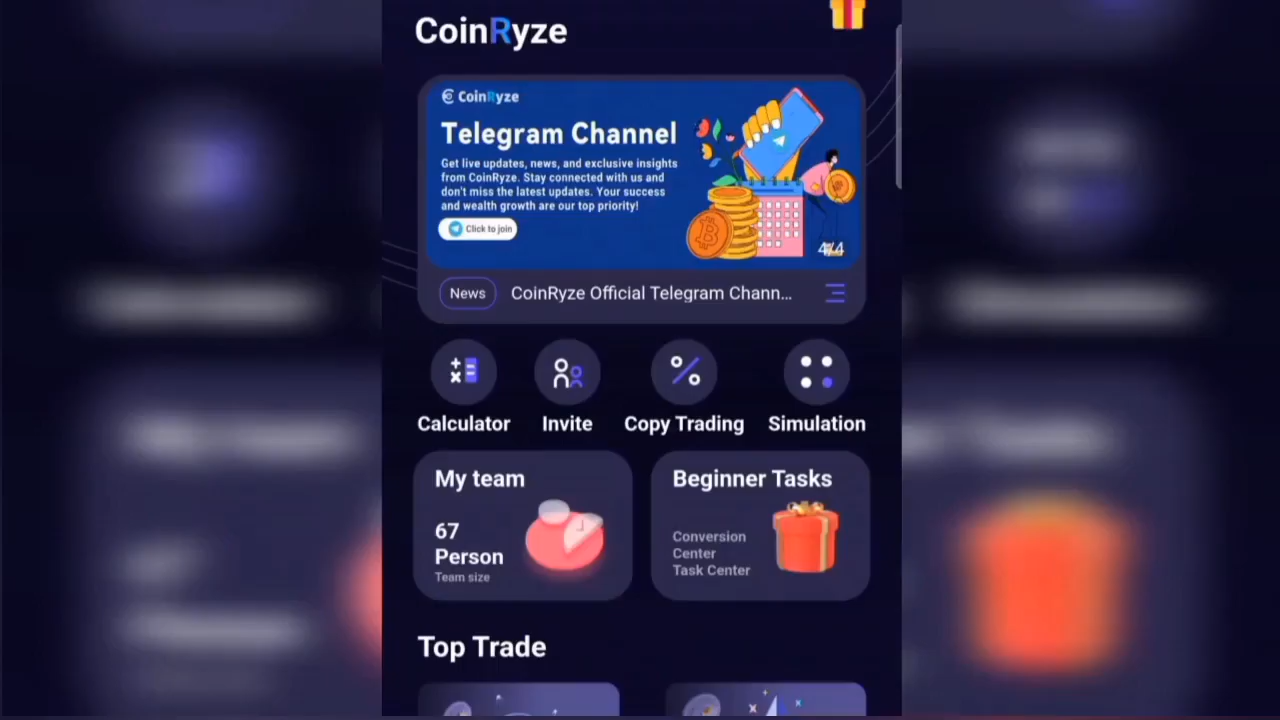 CoinRyze
CoinRyze
Telegram Channel
Get live updates, news, and exclusive insights
from CoinRyze. Stay connected with us and
don't miss the latest updates. Your success
and wealth growth are our top priority!
Click to join
4/4
News CoinRyze Official Telegram Chann...
Calculator Invite Copy Trading Simulation
My team
67
Person
Team size
Beginner Tasks
Conversion
Center
Task Center
Top Trade